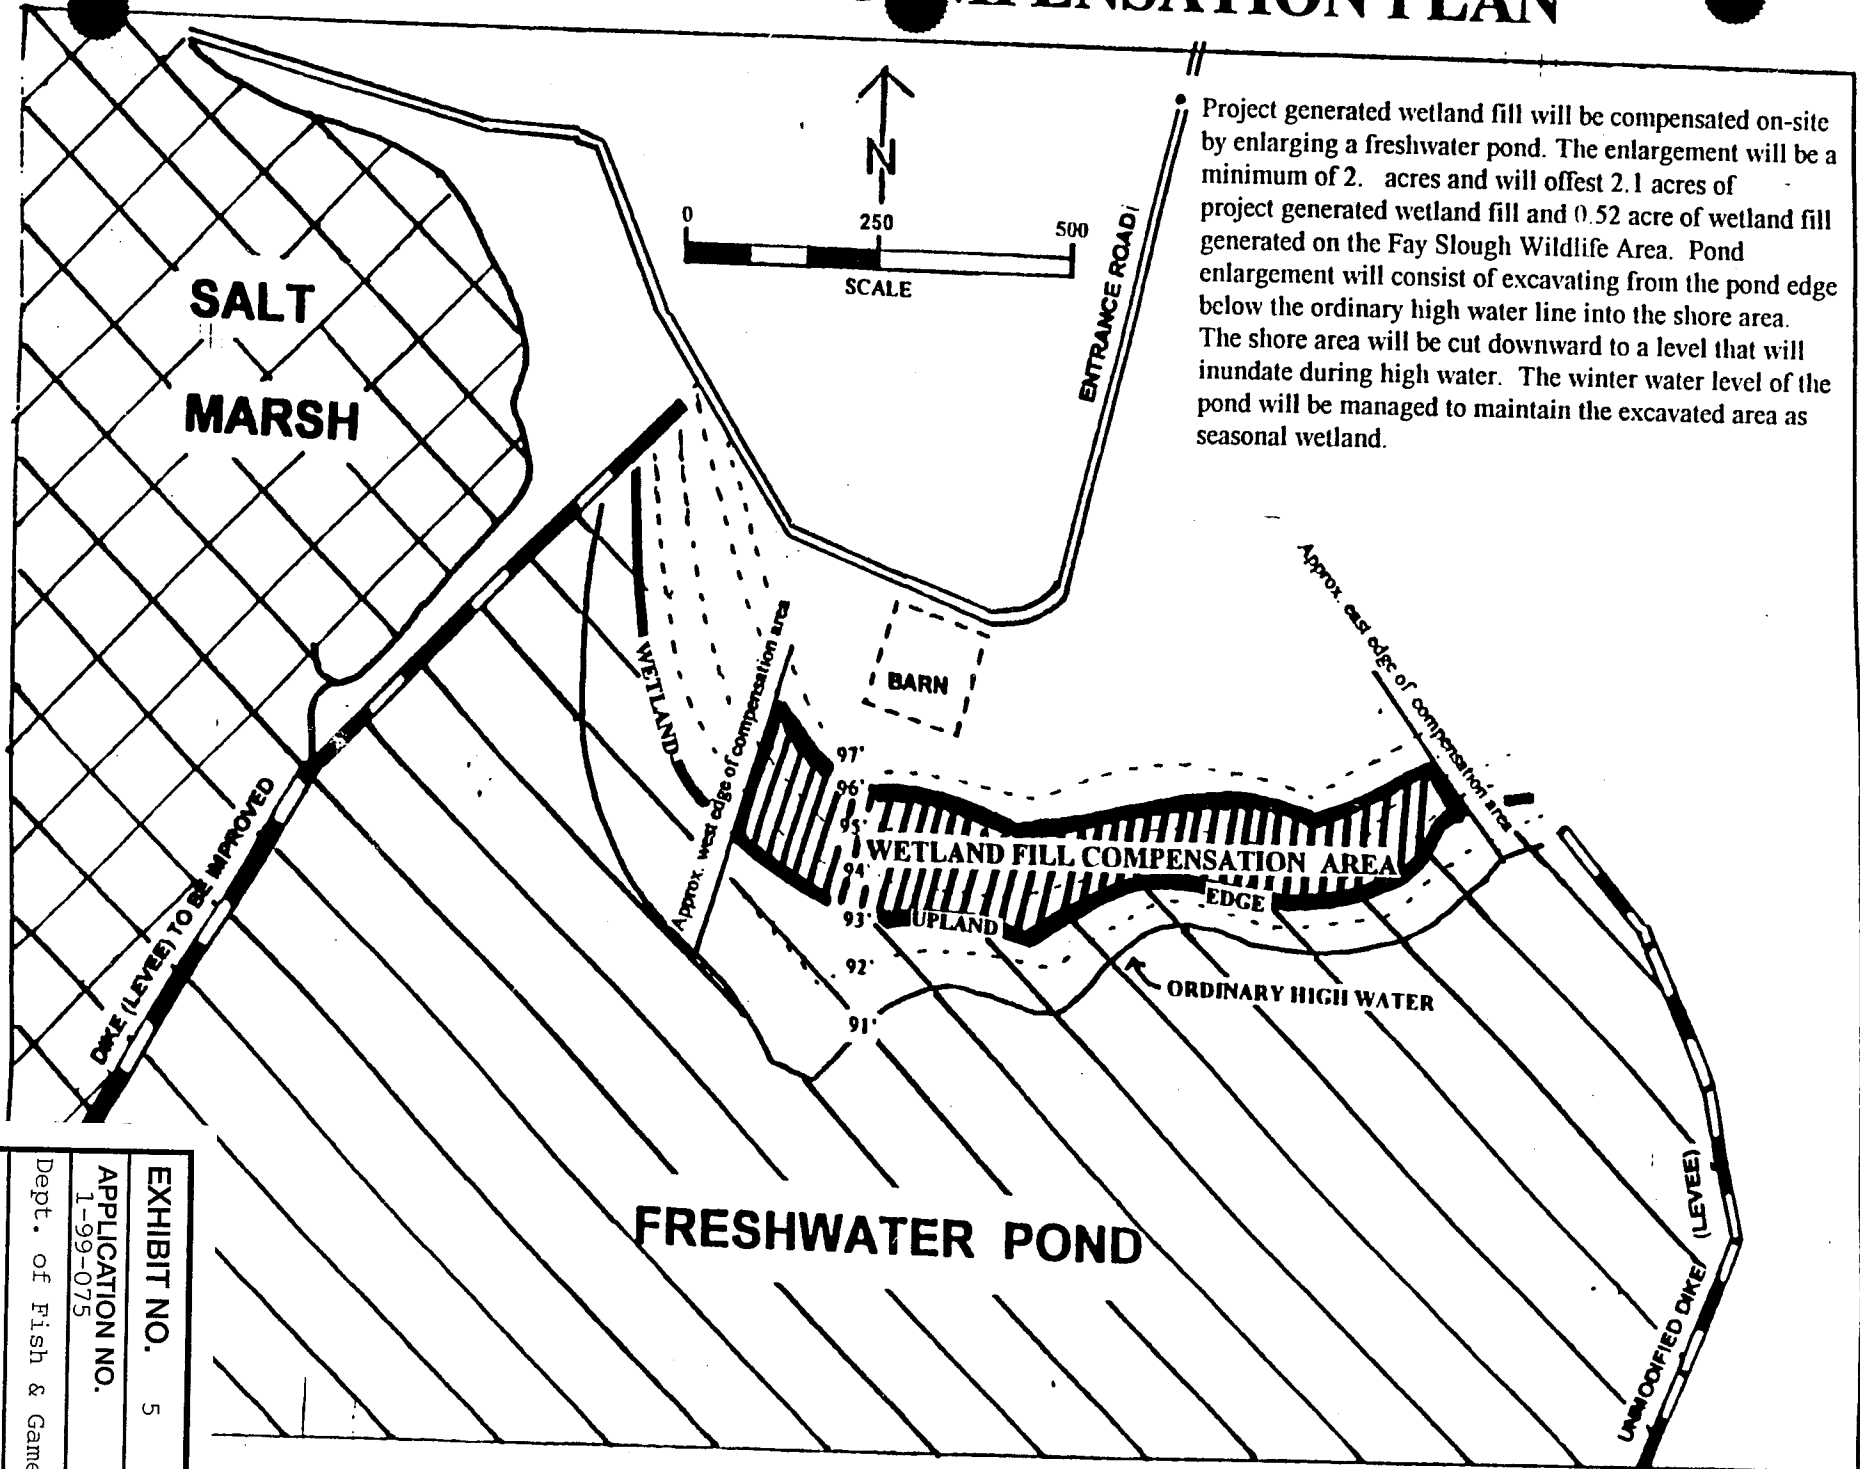 PLAN
N
0 250 500
SCALE
ENTRANCE ROAD
Project generated wetland fill will be compensated on-site
by enlarging a freshwater pond. The enlargement will be a
minimum of 2. acres and will offest 2.1 acres of
project generated wetland fill and 0.52 acre of wetland fill
generated on the Fay Slough Wildlife Area. Pond
enlargement will consist of excavating from the pond edge
below the ordinary high water line into the shore area.
The shore area will be cut downward to a level that will
inundate during high water. The winter water level of the
pond will be managed to maintain the excavated area as
seasonal wetland.
SALT
MARSH
Approx. east edge of compensation area
WETLAND
Approx. west edge of compensation area
BARN
97'
96'
95'
WETLAND FILL COMPENSATION AREA
94'
EDGE
93'
UPLAND
92'
ORDINARY HIGH WATER
91'
DIKE (LEVEE) TO BE IMPROVED
FRESHWATER POND
UNMODIFIED DIKE (LEVEE)
EXHIBIT NO. 5
APPLICATION NO.
1-99-075
Dept. of Fish & Game